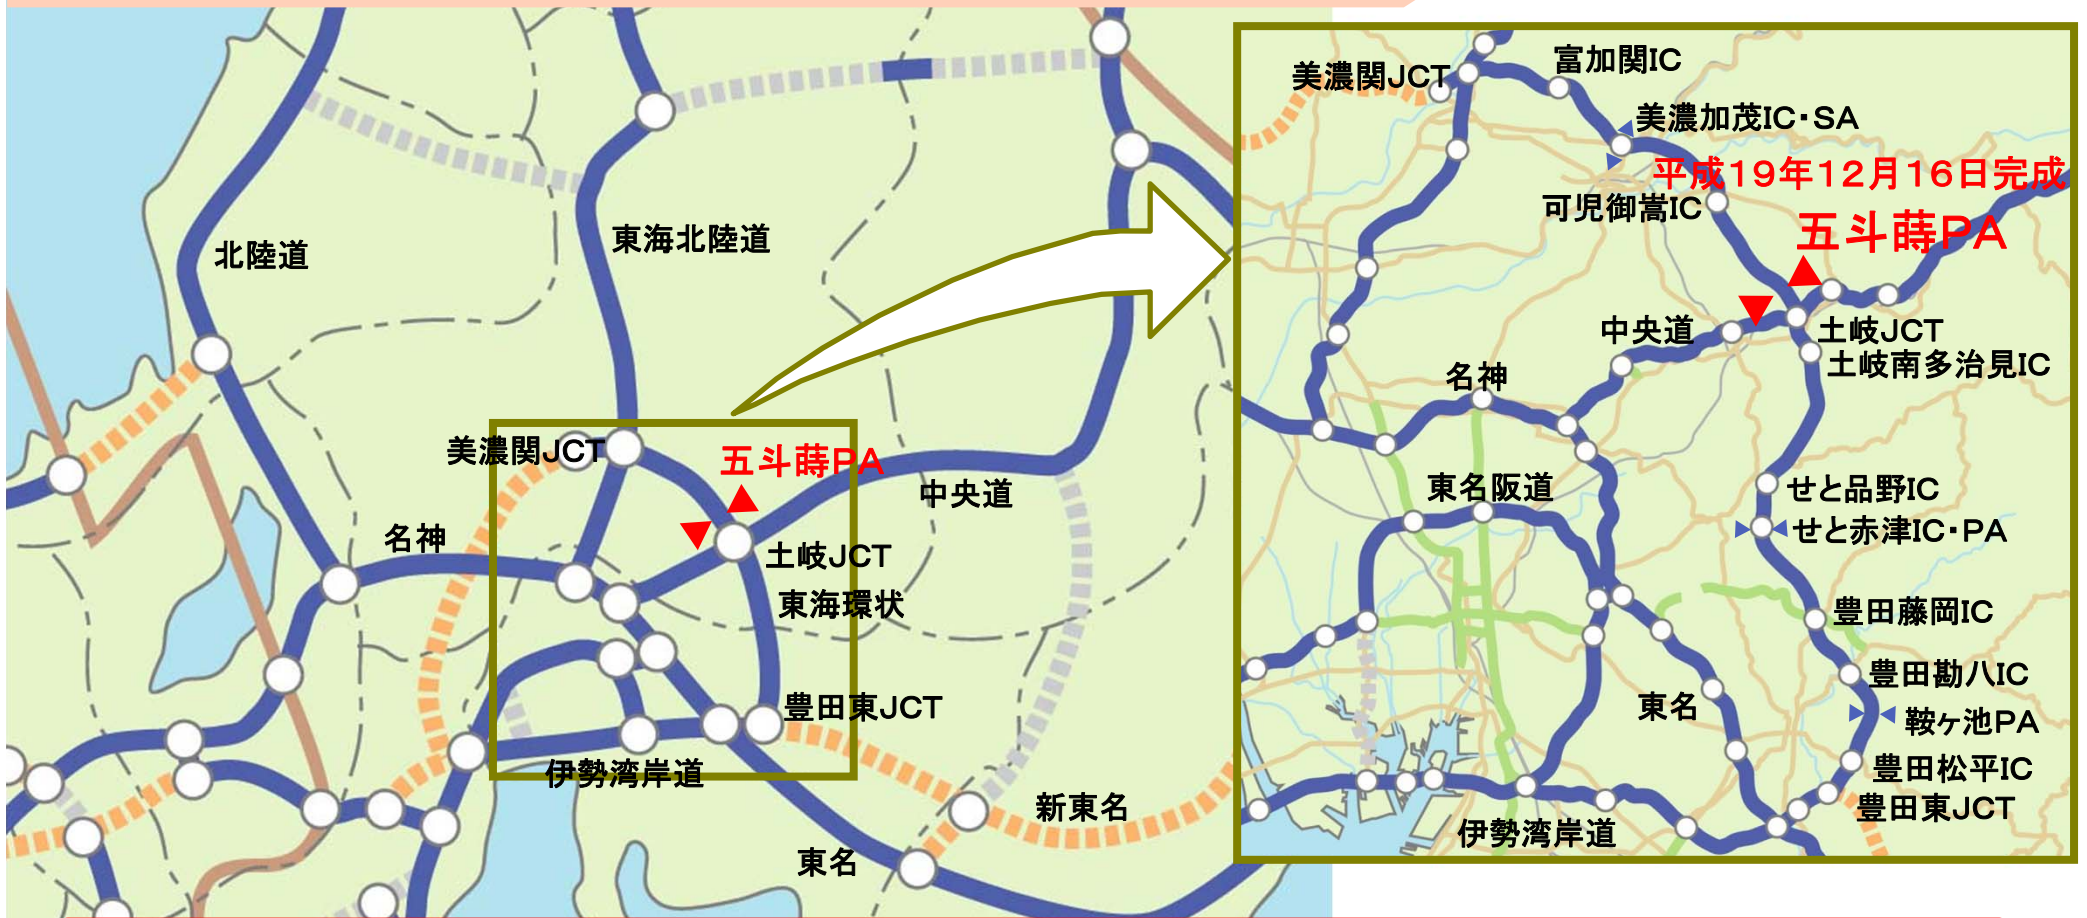 北陸道
東海北陸道
美濃関JCT
五斗蒔PA
中央道
名神
土岐JCT
東海環状
豊田東JCT
伊勢湾岸道
新東名
東名
美濃関JCT
富加関IC
美濃加茂IC・SA
平成19年12月16日完成
可児御嵩IC
五斗蒔PA
中央道
土岐JCT
土岐南多治見IC
名神
東名阪道
せと品野IC
せと赤津IC・PA
豊田藤岡IC
豊田勘八IC
東名
鞍ヶ池PA
豊田松平IC
豊田東JCT
伊勢湾岸道